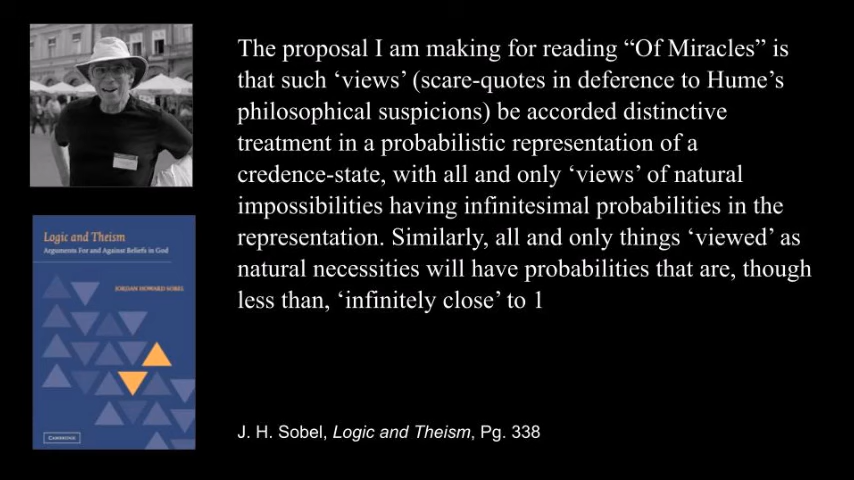 The proposal I am making for reading “Of Miracles” is
that such ‘views’ (scare-quotes in deference to Hume’s
philosophical suspicions) be accorded distinctive
treatment in a probabilistic representation of a
credence-state, with all and only ‘views’ of natural
impossibilities having infinitesimal probabilities in the
representation. Similarly, all and only things ‘viewed’ as
natural necessities will have probabilities that are, though
less than, ‘infinitely close’ to 1
J. H. Sobel, Logic and Theism, Pg. 338
Logic and Theism
Arguments For and Against Beliefs in God
JORDAN HOWARD SOBEL
CAMBRIDGE